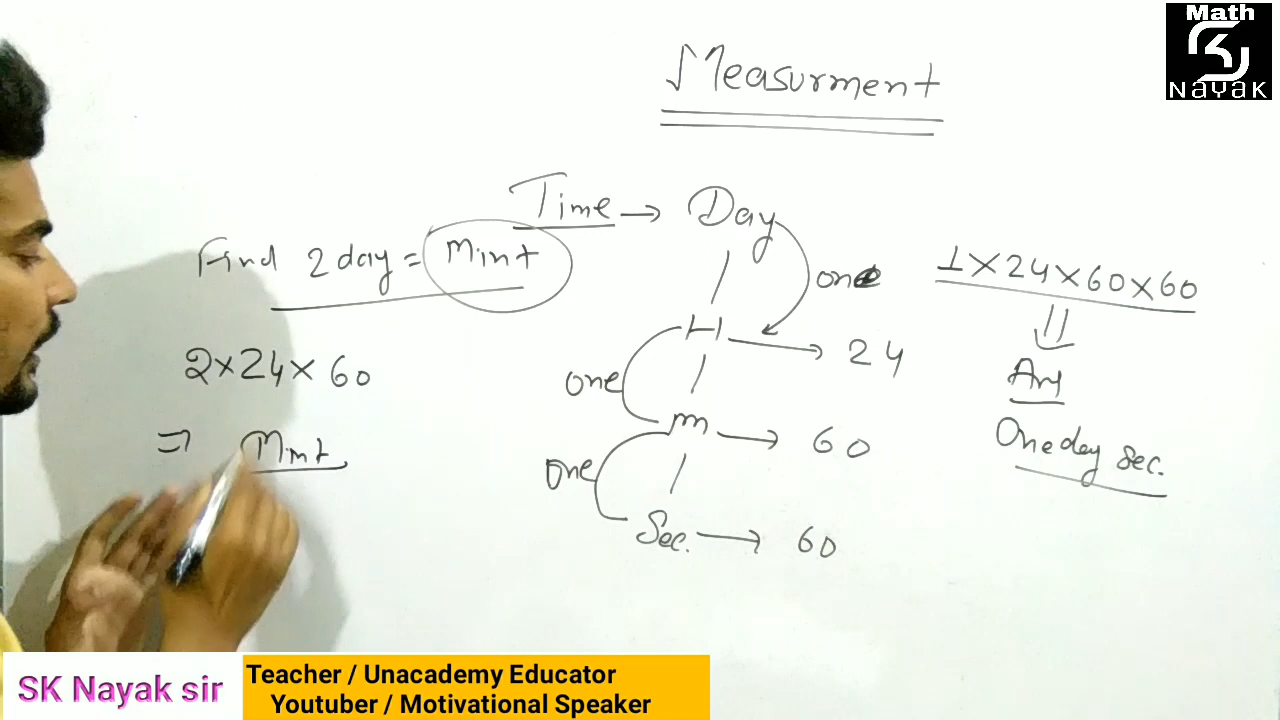 Math
NAYAK
Measurment
Time → Day
Find 2 day = Mint
one
1×24×60×60
H → 24
2×24×60
one
Ans
m → 60
⇒ Mint
One day sec.
one
Sec. → 60
SK Nayak sir
Teacher / Unacademy Educator
Youtuber / Motivational Speaker